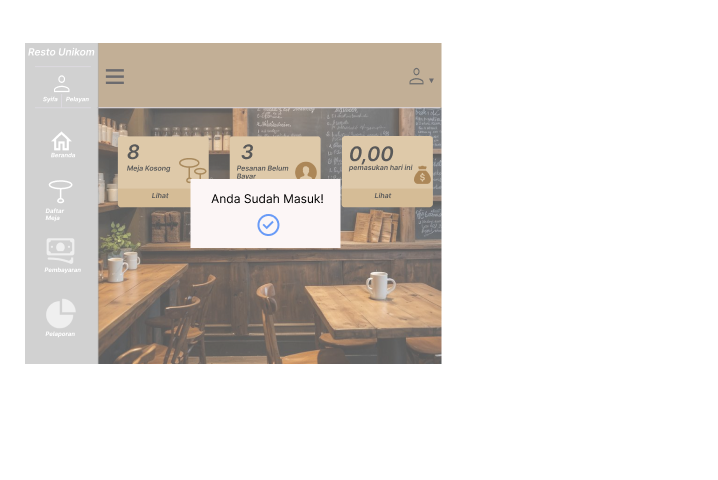 Resto Unikom
Syils
Pelayan
Beranda
Daftar
Meja
Pembayaran
Pelaporan
8
Meja Kosong
Lihat
3
Pesanan Belum
Bayar
0,00
pemasukan hari ini
$
Lihat
Anda Sudah Masuk!